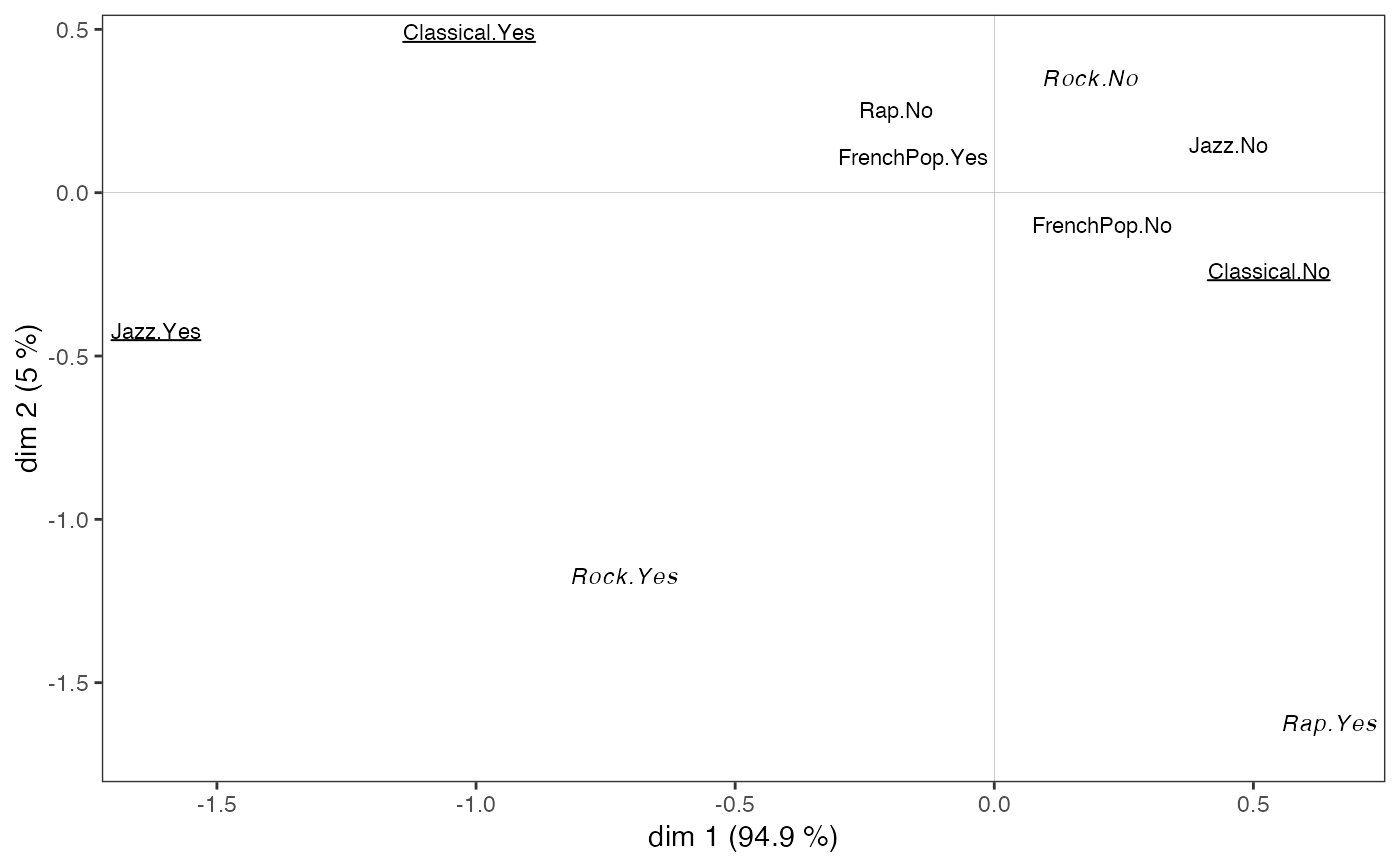 0.5
Classical.Yes
Rock.No
Rap.No
Jazz.No
FrenchPop.Yes
0.0
FrenchPop.No
Classical.No
Jazz.Yes
-0.5
dim 2 (5 %)
-1.0
Rock.Yes
-1.5
Rap.Yes
-1.5 -1.0 -0.5 0.0 0.5
dim 1 (94.9 %)